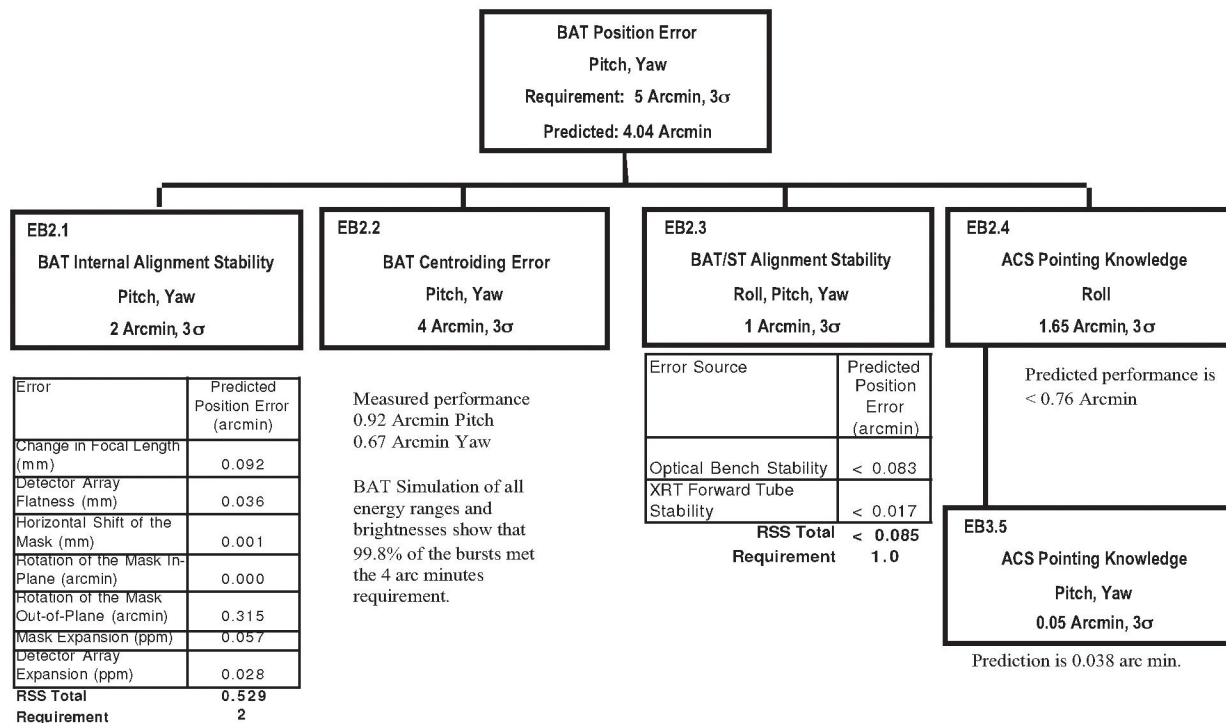 BAT Position Error
Pitch, Yaw
Requirement: 5 Arcmin, 3σ
Predicted: 4.04 Arcmin
EB2.1
BAT Internal Alignment Stability
Pitch, Yaw
2 Arcmin, 3σ
EB2.2
BAT Centroiding Error
Pitch, Yaw
4 Arcmin, 3σ
EB2.3
BAT/ST Alignment Stability
Roll, Pitch, Yaw
1 Arcmin, 3σ
EB2.4
ACS Pointing Knowledge
Roll
1.65 Arcmin, 3σ
Error
Predicted
Position Error
(arcmin)
Change in Focal Length
(mm) 0.092
Detector Array
Flatness (mm) 0.036
Horizontal Shift of the
Mask (mm) 0.001
Rotation of the Mask In-
Plane (arcmin) 0.000
Rotation of the Mask
Out-of-Plane (arcmin) 0.315
Mask Expansion (ppm) 0.057
Detector Array
Expansion (ppm) 0.028
RSS Total 0.529
Requirement 2
Measured performance
0.92 Arcmin Pitch
0.67 Arcmin Yaw
BAT Simulation of all
energy ranges and
brightnesses show that
99.8% of the bursts met
the 4 arc minutes
requirement.
Error Source
Predicted
Position
Error
(arcmin)
Optical Bench Stability < 0.083
XRT Forward Tube
Stability < 0.017
RSS Total < 0.085
Requirement 1.0
Predicted performance is
< 0.76 Arcmin
EB3.5
ACS Pointing Knowledge
Pitch, Yaw
0.05 Arcmin, 3σ
Prediction is 0.038 arc min.